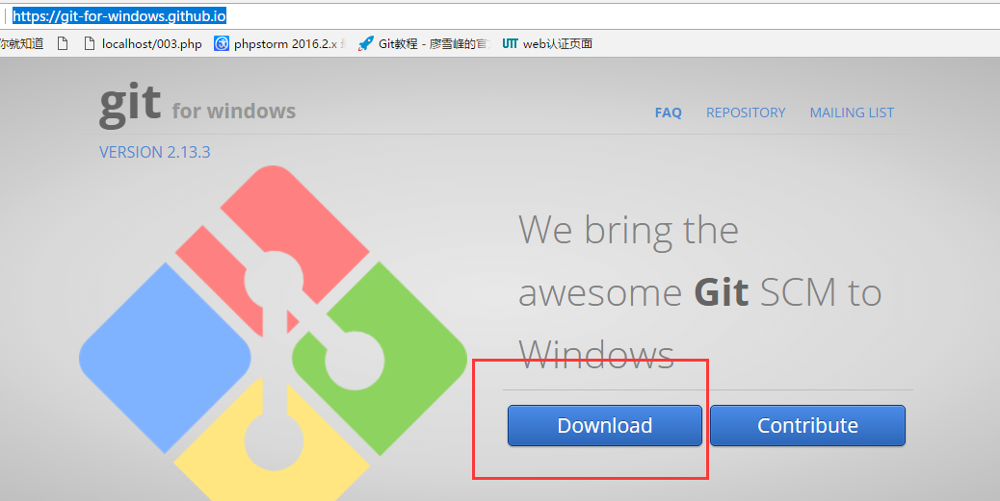 https://git-for-windows.github.io
你就知道 localhost/003.php phpstorm 2016.2.x Git教程 - 廖雪峰的官 UTT web认证页面
git for windows
FAQ REPOSITORY MAILING LIST
VERSION 2.13.3
We bring the
awesome Git SCM to
Windows
Download Contribute